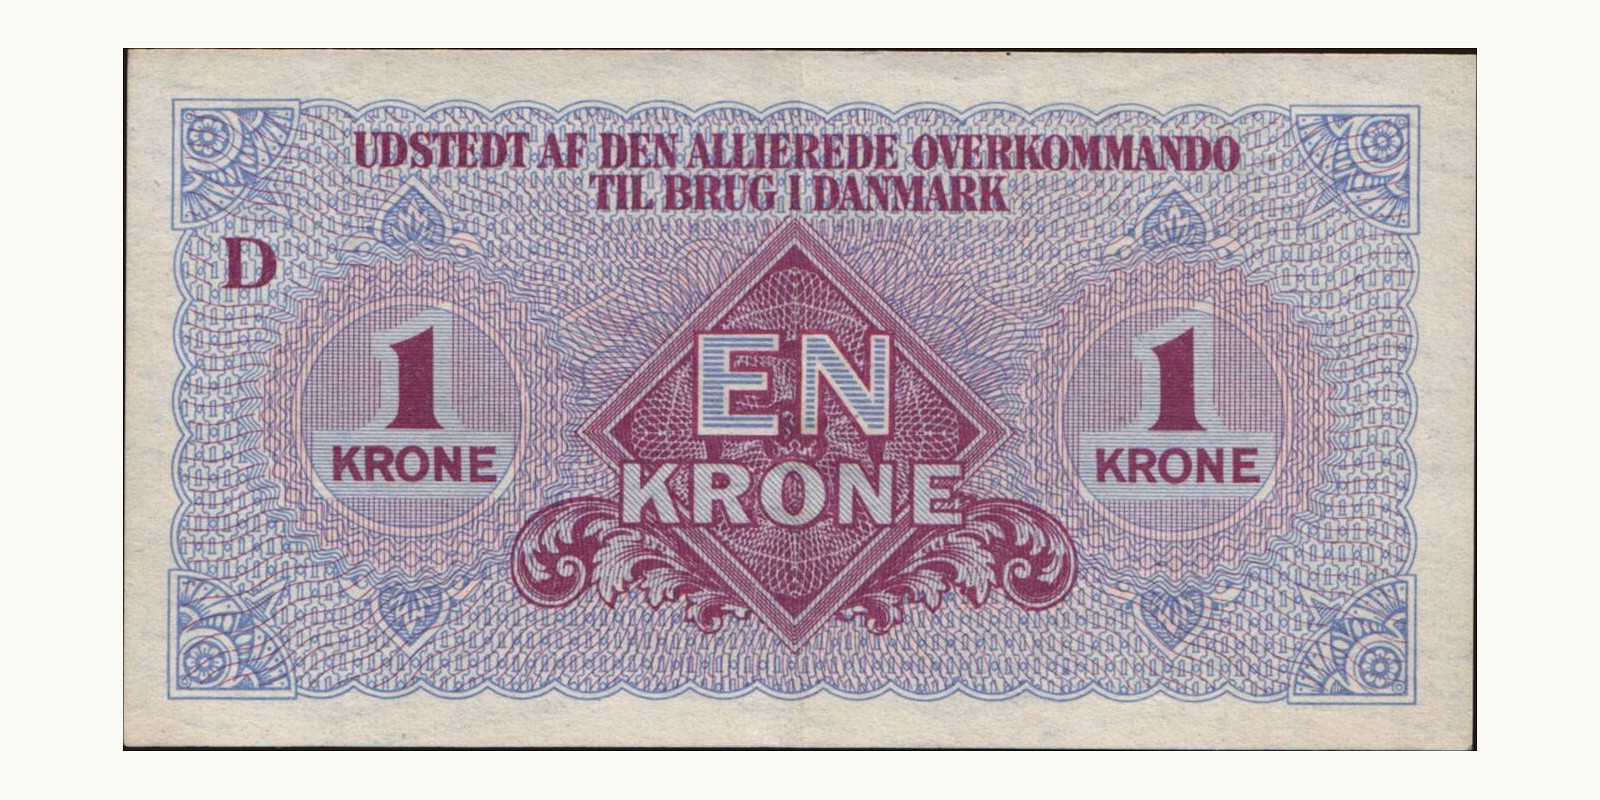 UDSTEDT AF DEN ALLIEREDE OVERKOMMANDO
TIL BRUG I DANMARK
D
1
KRONE
EN
KRONE
1
KRONE